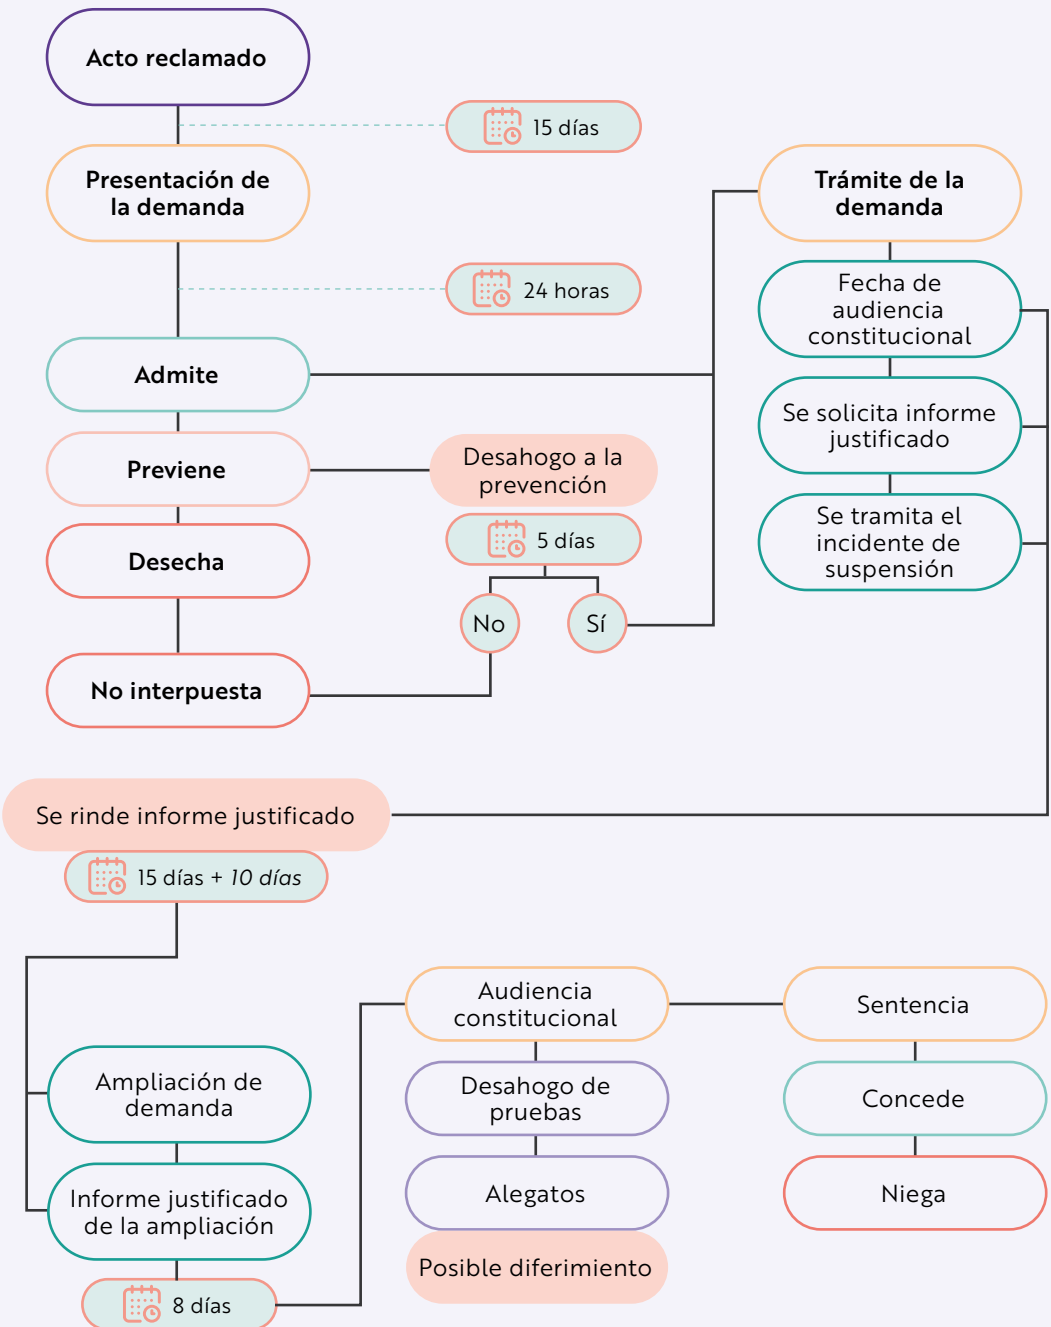 Acto reclamado
15 días
Presentación de
la demanda
24 horas
Admite
Previene
Desecha
No interpuesta
Desahogo a la
prevención
5 días
No
Sí
Trámite de la
demanda
Fecha de
audiencia
constitucional
Se solicita informe
justificado
Se tramita el
incidente de
suspensión
Se rinde informe justificado
15 días + 10 días
Ampliación de
demanda
Informe justificado
de la ampliación
8 días
Audiencia
constitucional
Desahogo de
pruebas
Alegatos
Posible diferimiento
Sentencia
Concede
Niega